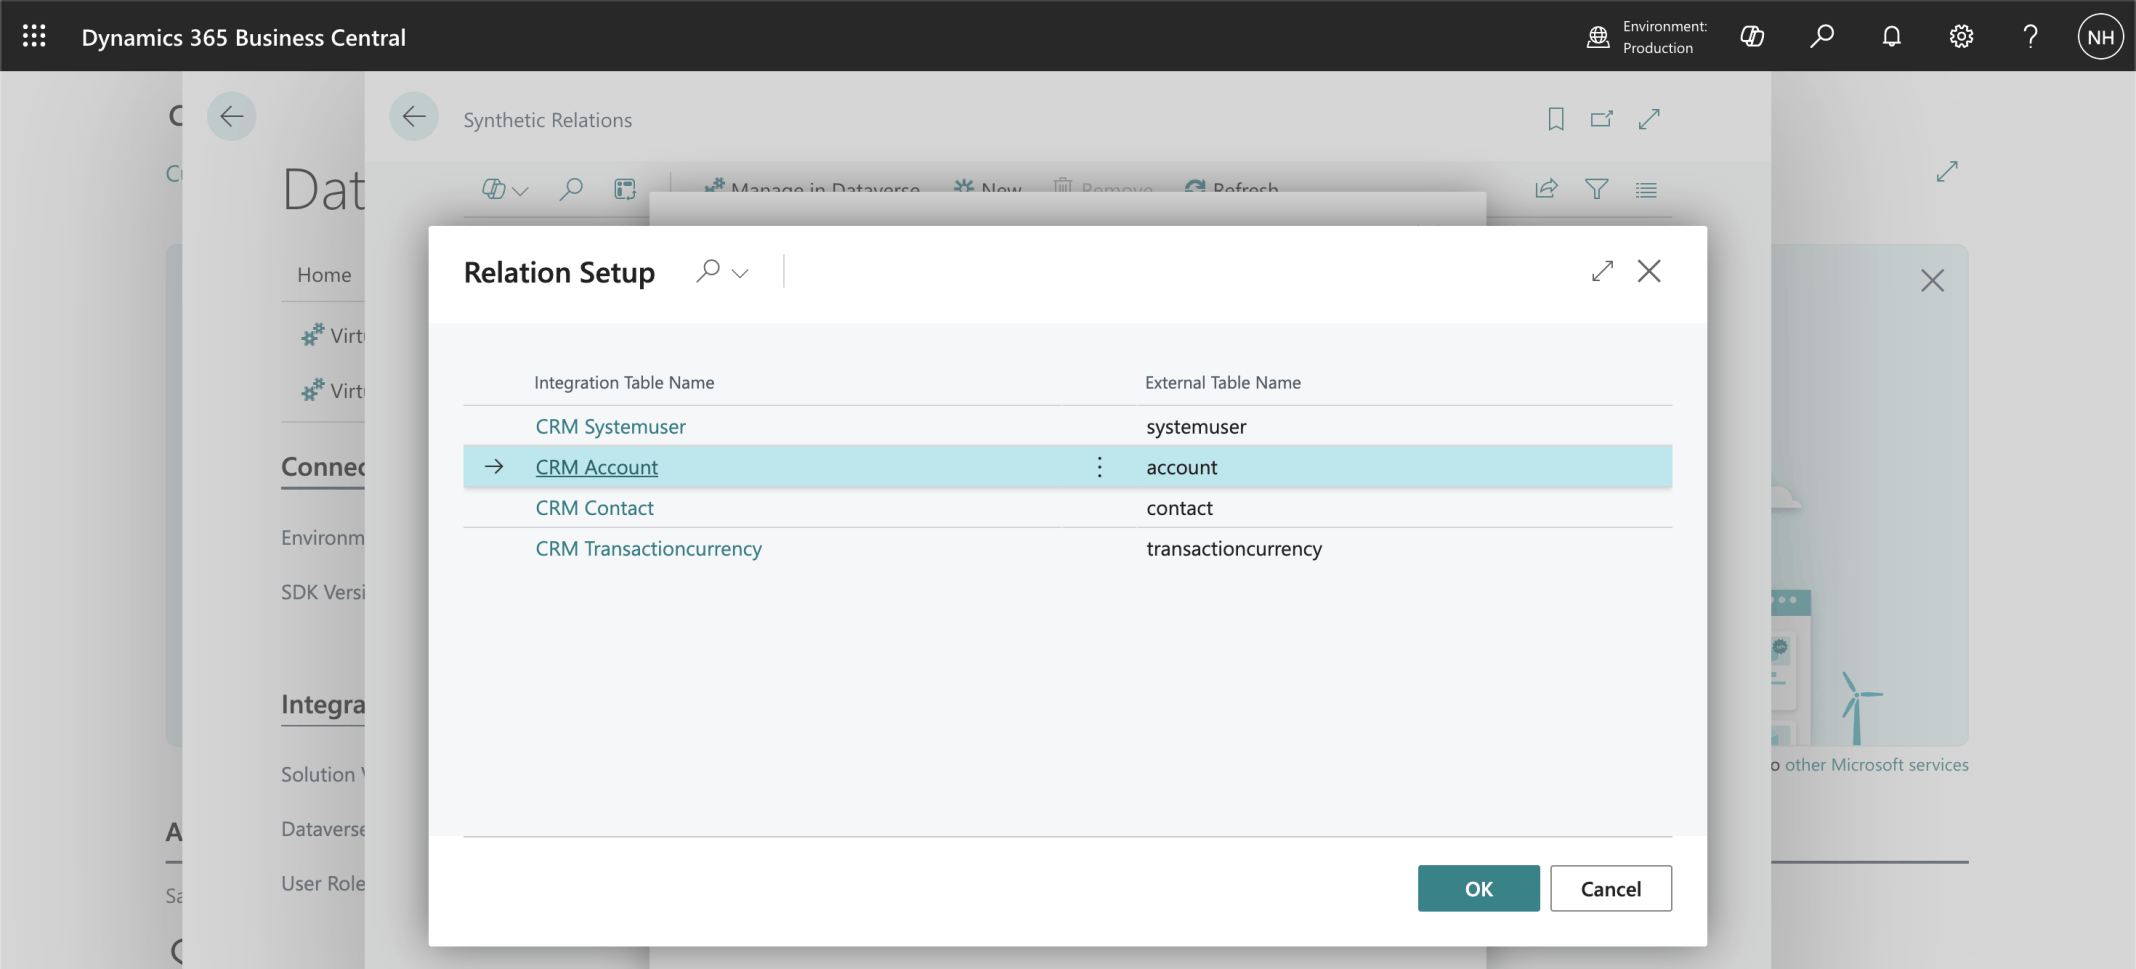 Dynamics 365 Business Central
Environment:
Production
NH
Synthetic Relations
Dat
Manage in Dataverse
New
Remove
Refresh
Home
Relation Setup
Integration Table Name
External Table Name
CRM Systemuser
systemuser
CRM Account
account
CRM Contact
contact
CRM Transactioncurrency
transactioncurrency
OK
Cancel
Virt
Virt
Connec
Environm
SDK Versi
Integra
Solution
Dataverse
User Role
other Microsoft services